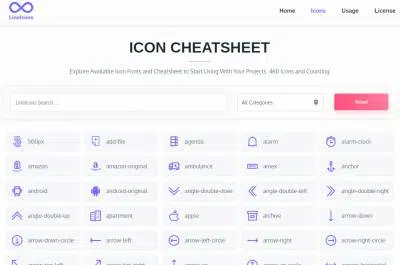 LineIcons
Home Icons Usage License
ICON CHEATSHEET
Explore Available Icon Fonts and Cheatsheet to Start Using With Your Projects. 460 Icons and Counting
LineIcons Search ...
All Categories
500px add-file agenda alarm alarm-clock
amazon amazon-original ambulance amex anchor
android android-original angle-double-down angle-double-left angle-double-right
angle-double-up apartment apple archive arrow-down
arrow-down-circle arrow-left arrow-left-circle arrow-right arrow-right-circle